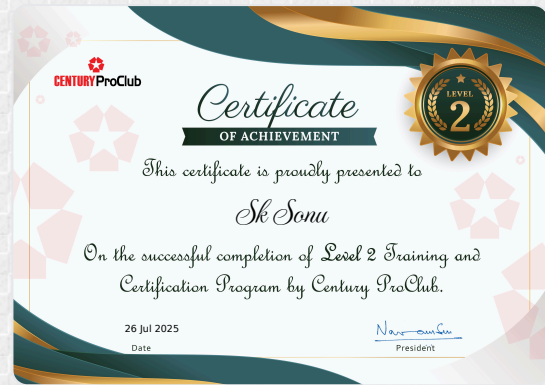 CENTURY ProClub
Certificate
OF ACHIEVEMENT
LEVEL
2
This certificate is proudly presented to
Sk Sonu
On the successful completion of Level 2 Training and
Certification Program by Century ProClub.
26 Jul 2025
Date
President